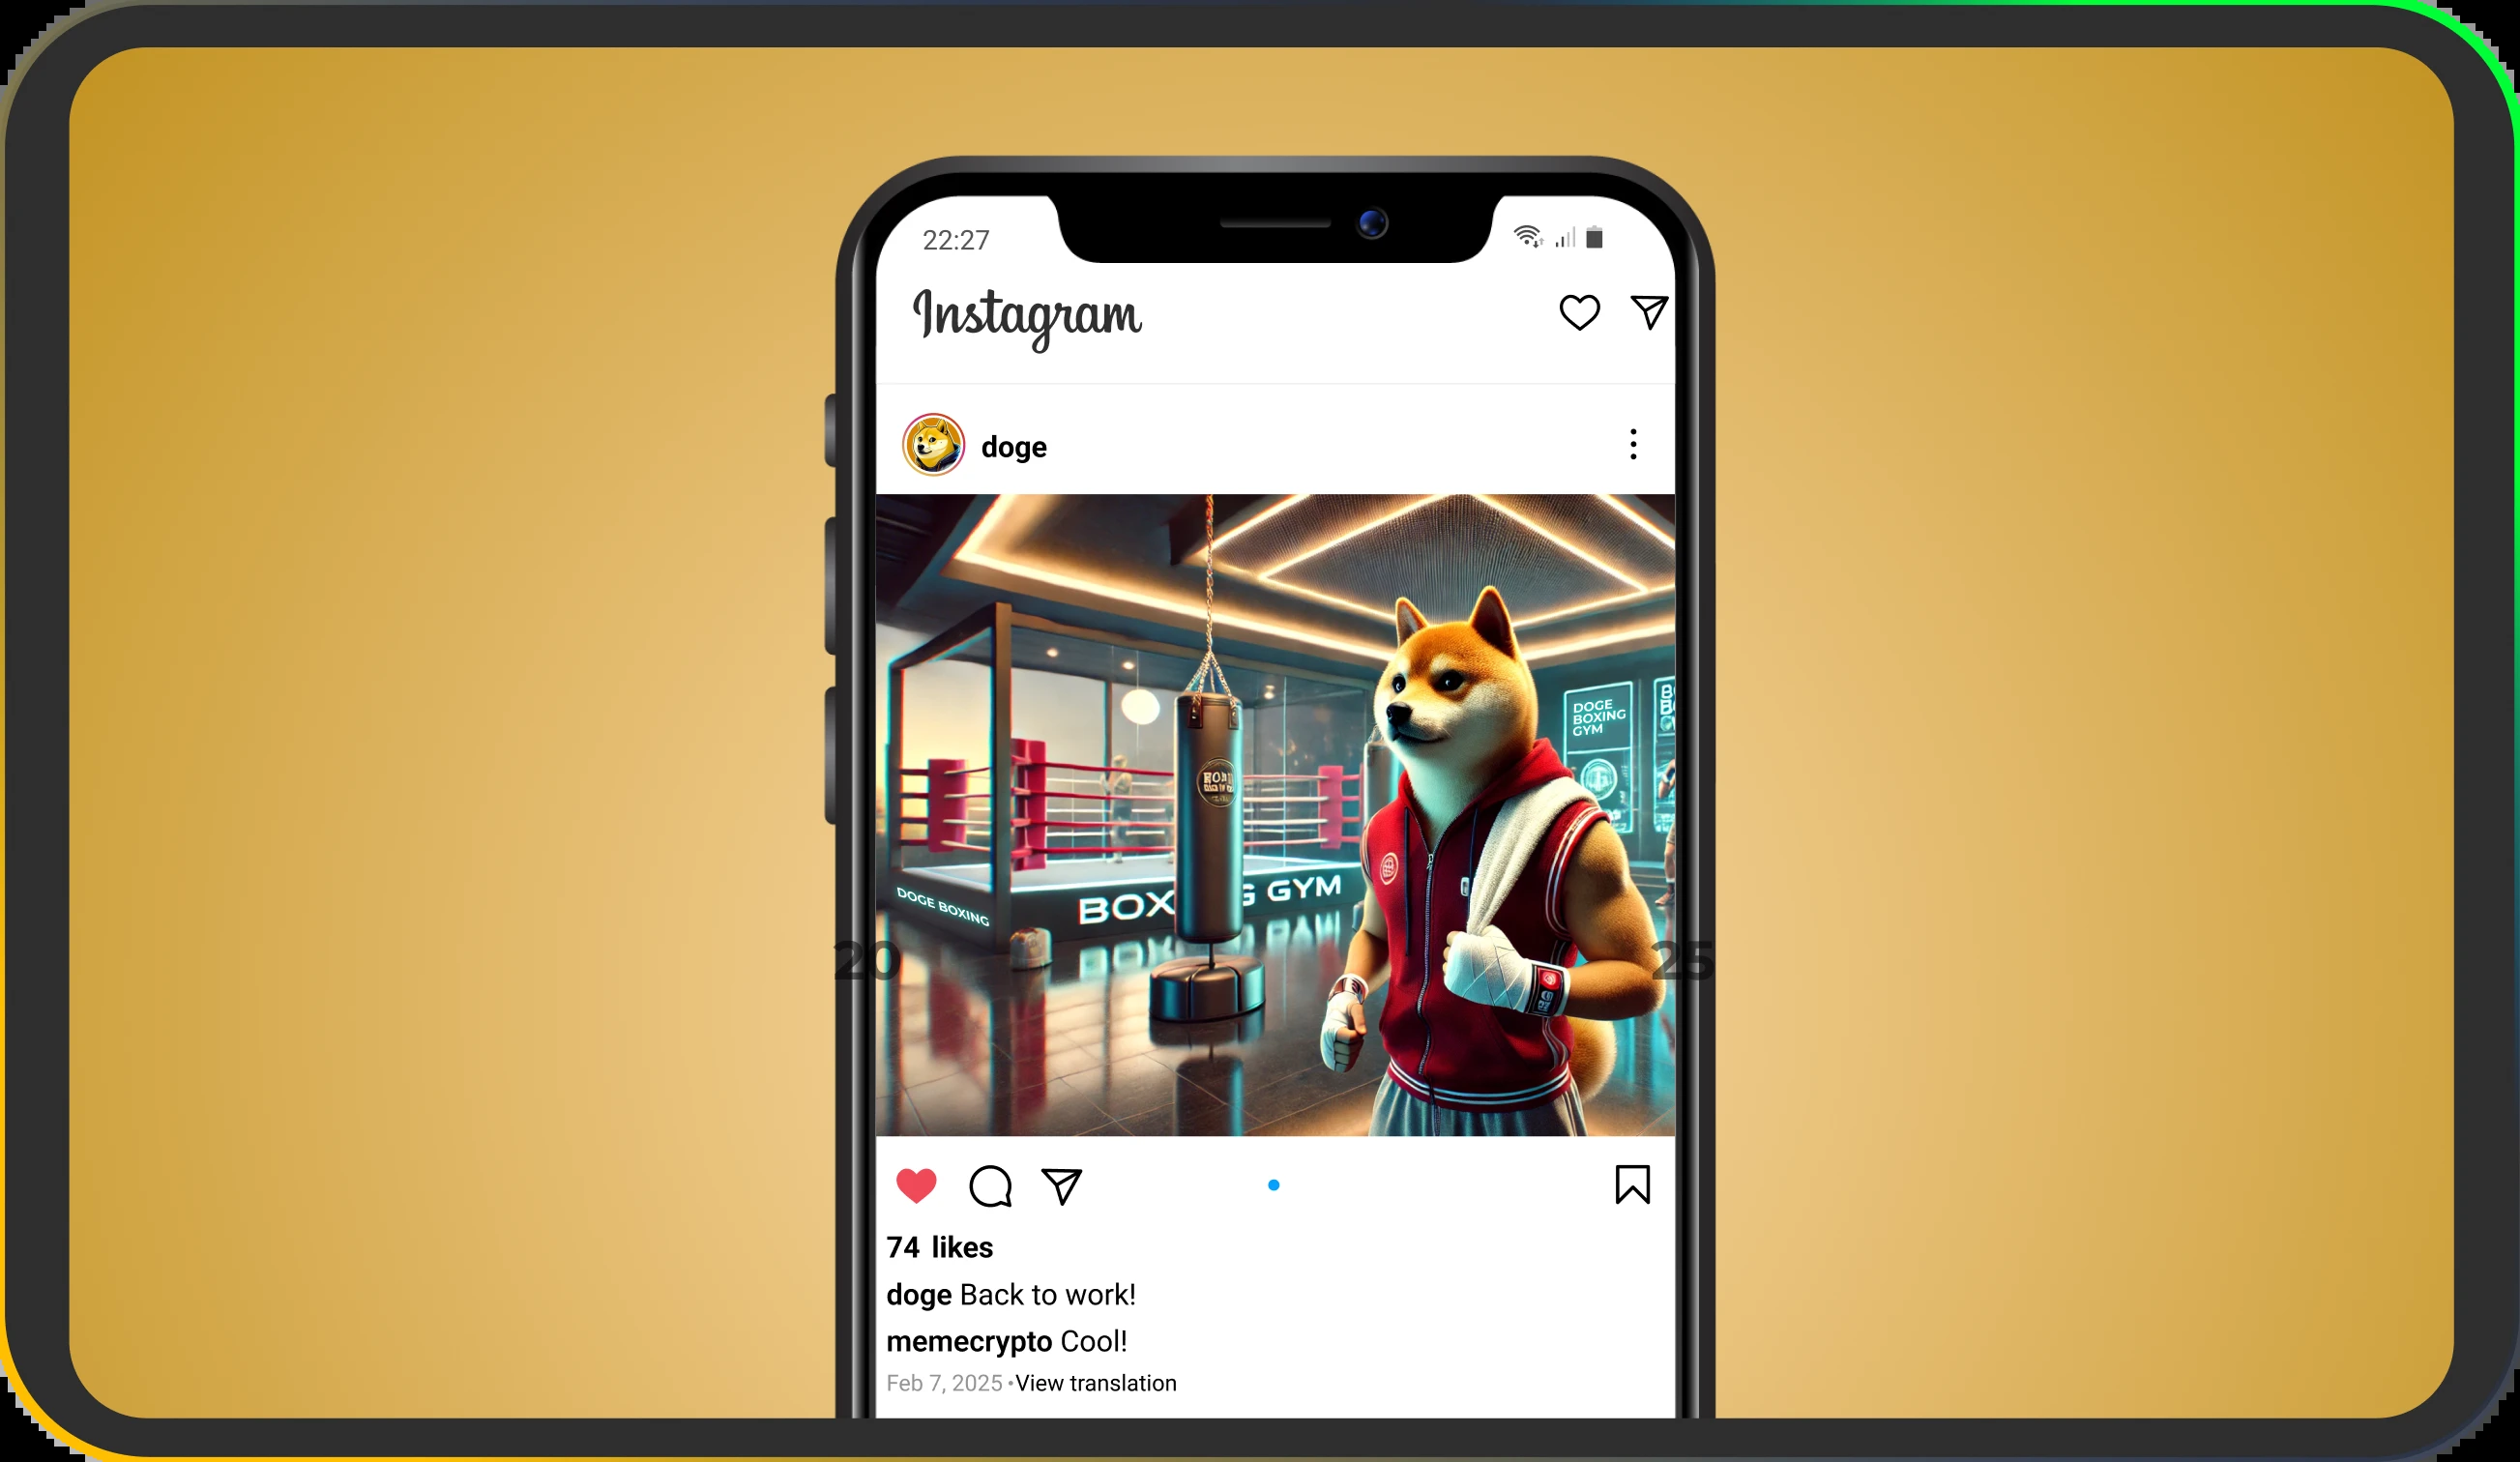 22:27
Instagram
doge
DOGE
BOXING
GYM
DOGE BOXING
BOX G GYM
20 25
74 likes
doge Back to work!
memecrypto Cool!
Feb 7, 2025 •View translation